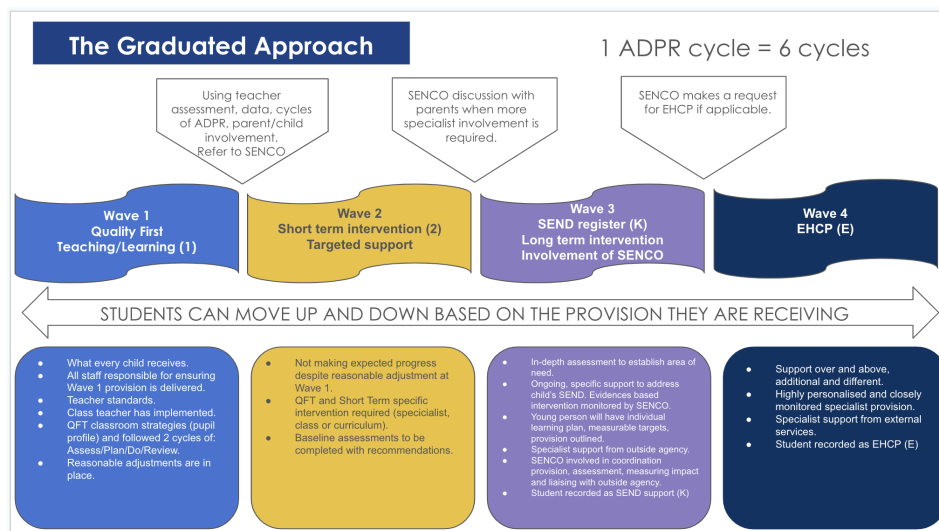 The Graduated Approach
1 ADPR cycle = 6 cycles
Using teacher
assessment, data, cycles
of ADPR, parent/child
involvement,
Refer to SENCO
SENCO discussion with
parents when more
specialist involvement is
required.
SENCO makes a request
for EHCP if applicable.
Wave 1
Quality First
Teaching/Learning (1)
Wave 2
Short term intervention (2)
Targeted support
Wave 3
SEND register (K)
Long term intervention
Involvement of SENCO
Wave 4
EHCP (E)
STUDENTS CAN MOVE UP AND DOWN BASED ON THE PROVISION THEY ARE RECEIVING
● What every child receives.
● All staff responsible for ensuring
Wave 1 provision is delivered.
● Teacher standards.
● Class teacher has implemented.
● QFT classroom strategies (pupil
profile) and followed 2 cycles of:
Assess/Plan/Do/Review.
● Reasonable adjustments are in
place.
● Not making expected progress
despite reasonable adjustment at
Wave 1.
● QFT and Short Term specific
intervention required (specicialist,
class or curriculum).
● Baseline assessments to be
completed with recommendations.
● In-depth assessment to establish area of
need.
● Ongoing, specific support to address
child's SEND. Evidences based
intervention monitored by SENCO.
● Young person will have individual
learning plan, measurable targets,
provision outlined.
● Specialist support from outside agency.
● SENCO involved in coordination
provision, assessment, measuring impact
and liaising with outside agency.
● Student recorded as SEND support (K)
● Support over and above,
additional and different.
● Highly personalised and closely
monitored specialist provision.
● Specialist support from external
services.
● Student recorded as EHCP (E)